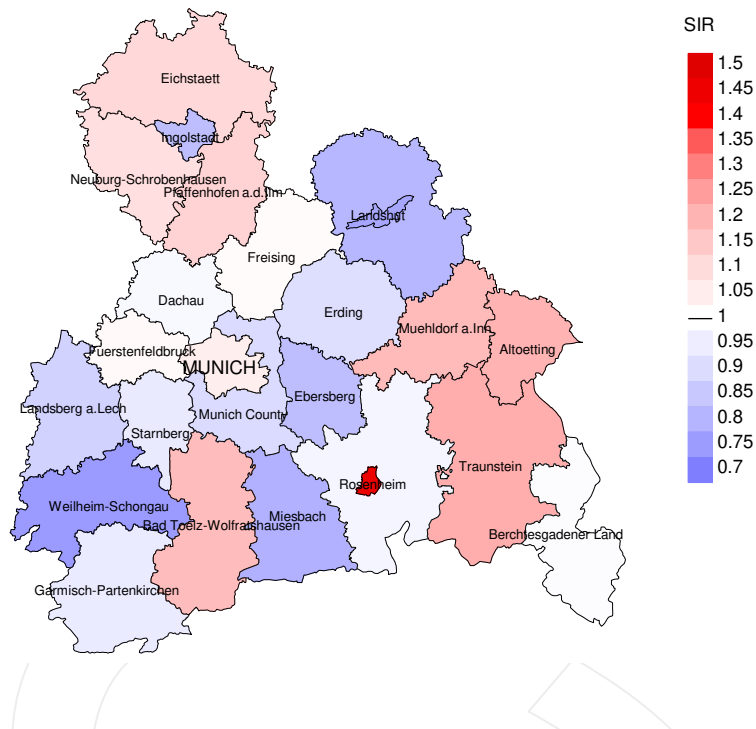 SIR
1.5
1.45
1.4
1.35
1.3
1.25
1.2
1.15
1.1
1.05
1
0.95
0.9
0.85
0.8
0.75
0.7
Eichstaett
Ingolstadt
Neuburg-Schrobenhausen
Pfaffenhofen a.d.Ilm
Landshut
Freising
Dachau
Erding
Muehldorf a.Inn
Altoetting
Fuerstenfeldbruck
MUNICH
Ebersberg
Landsberg a.Lech
Munich County
Starnberg
Traunstein
Rosenheim
Weilheim-Schongau
Miesbach
Bad Toelz-Wolfratshausen
Berchtesgadener Land
Garmisch-Partenkirchen